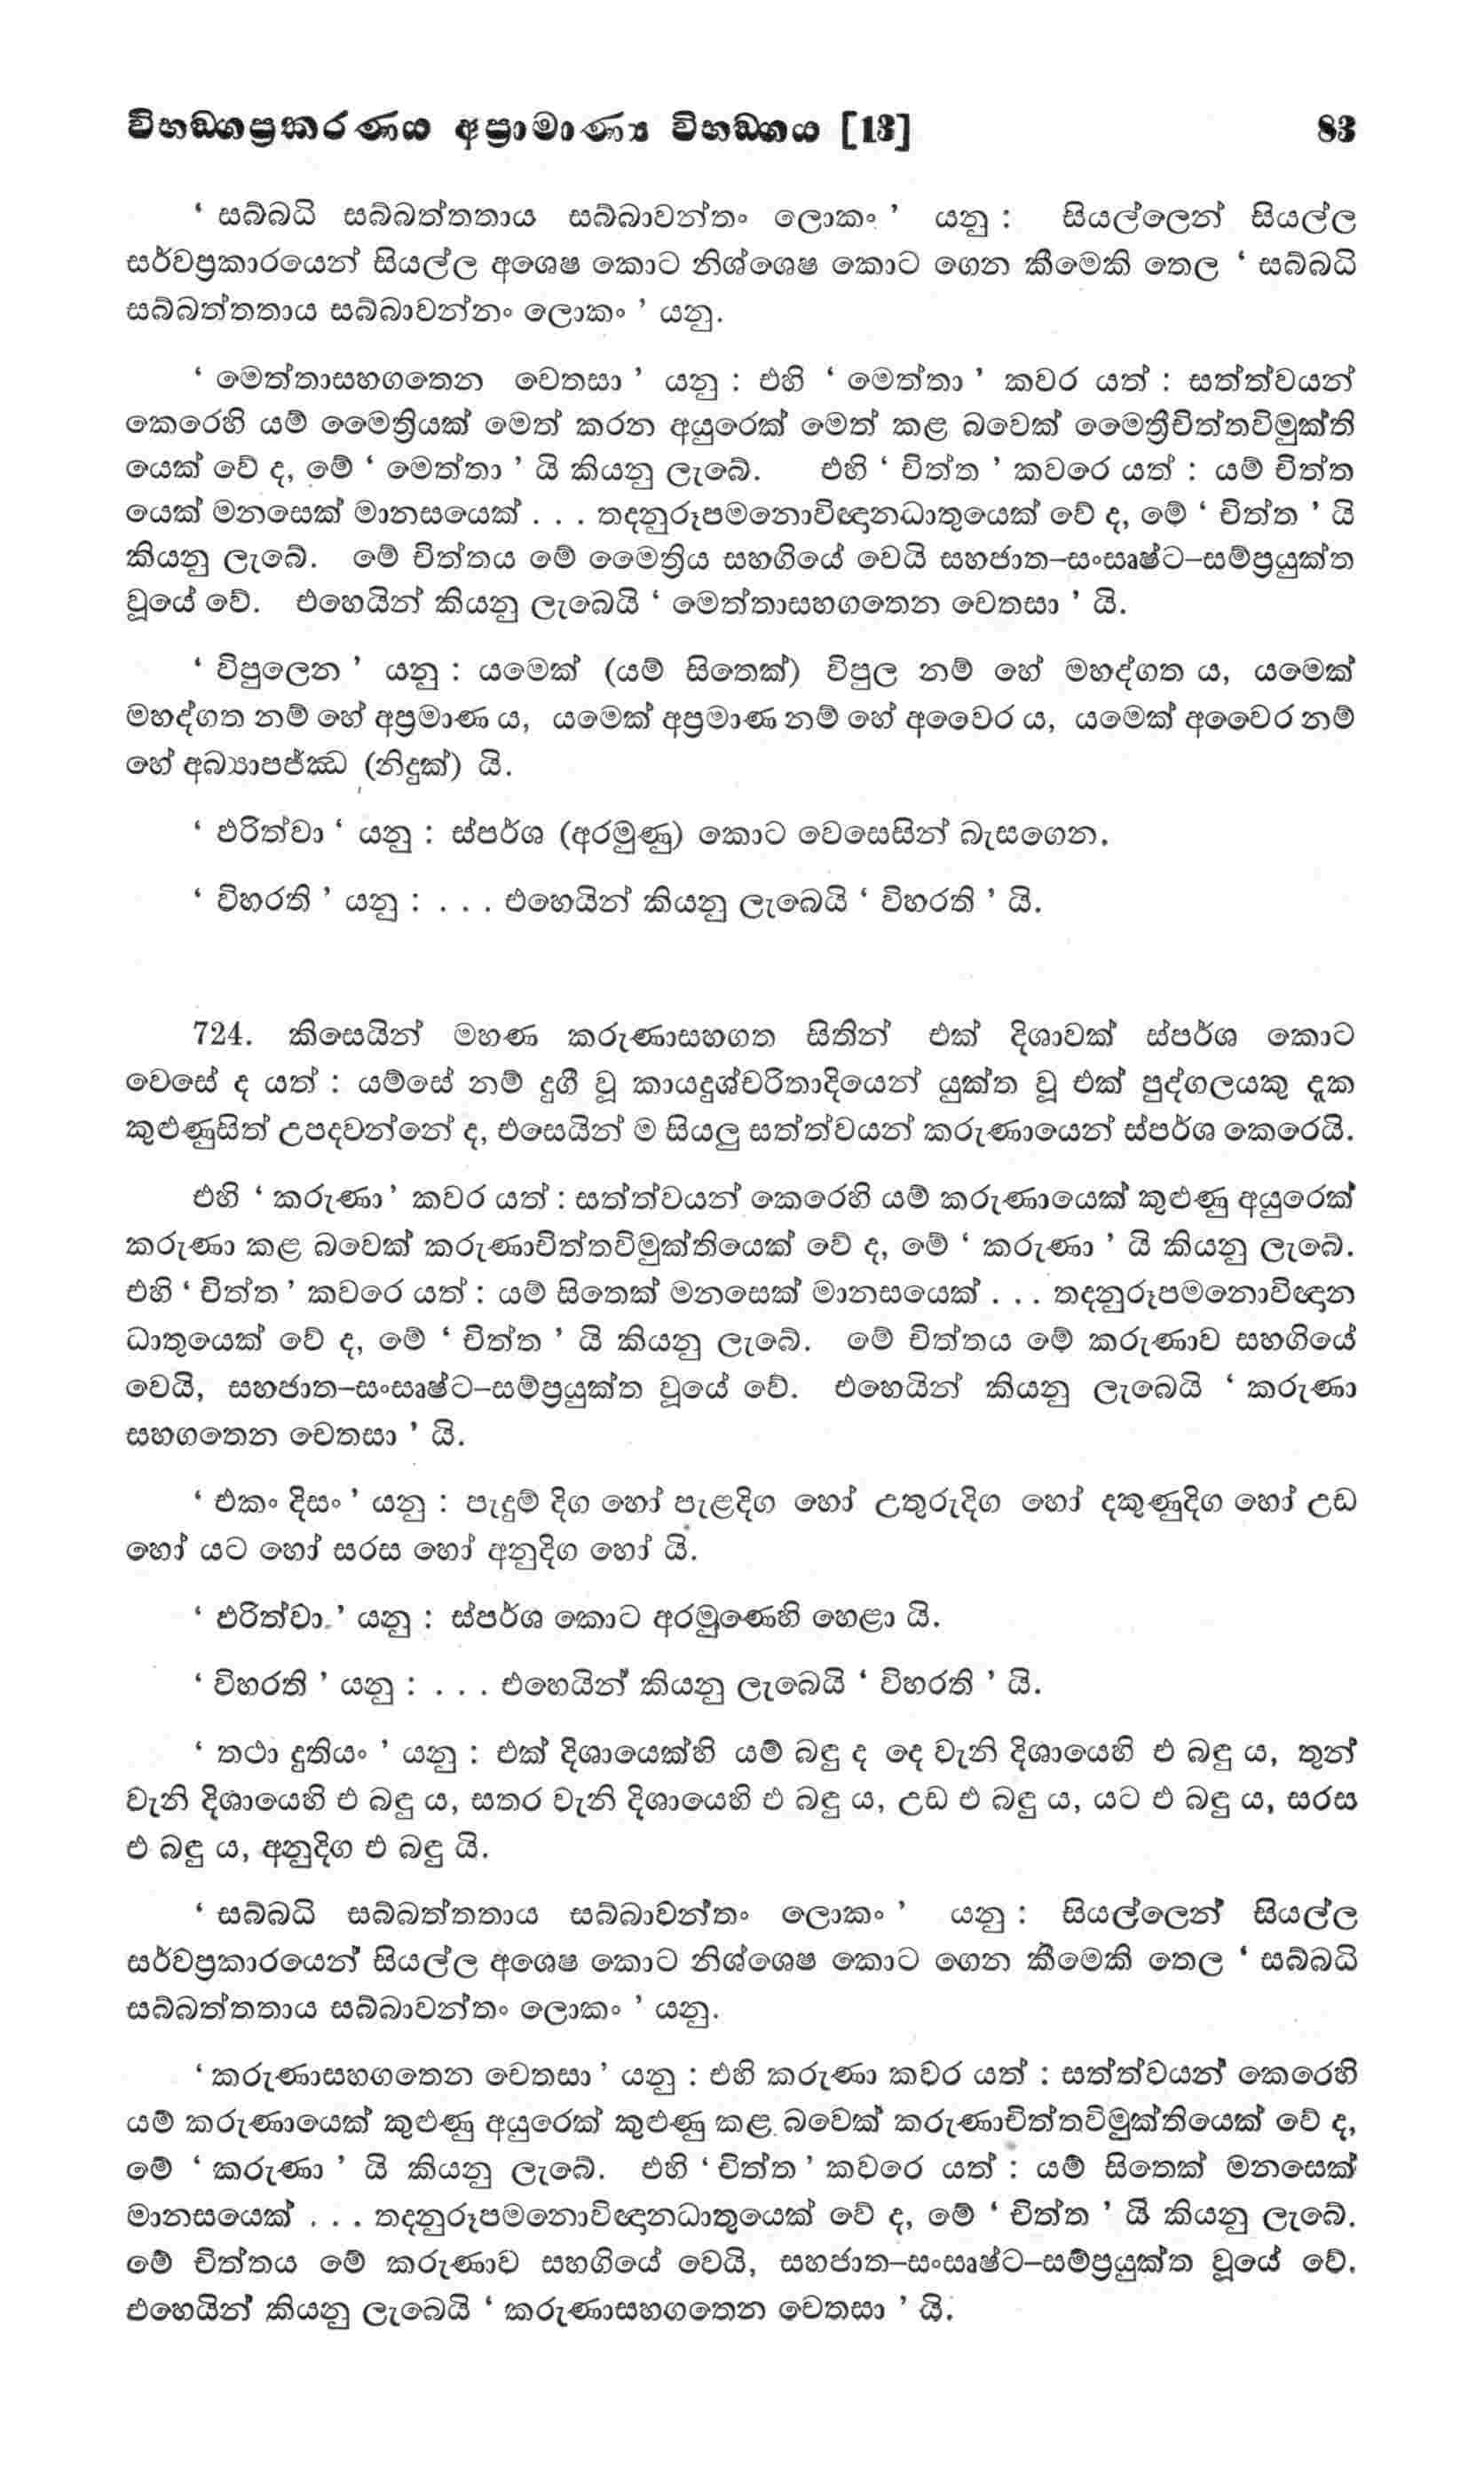 විභඞ්ගප්‍රකරණය අප්‍රාමාණ්‍ය විභඞ්ගය [13] 83
‘ සබ්බධි සබ්බත්තතාය සබ්බාවන්තං ලොකං ’ යනු : සියල්ලෙන් සියල්ල
සර්වප්‍රකාරයෙන් සියල්ල අශෙෂ කොට නිශ්ශෙෂ කොට ගෙන කීමෙකි තෙල ‘ සබ්බධි
සබ්බත්තතාය සබ්බාවන්නං ලොකං ’ යනු.
‘ මෙත්තාසහගතෙන චෙතසා ’ යනු : එහි ‘ මෙත්තා ’ කවර යත් : සත්ත්වයන්
කෙරෙහි යම් මෛත්‍රියක් මෙත් කරන අයුරෙක් මෙත් කළ බවෙක් මෛත්‍රීචිත්තවිමුක්ති
යෙක් වේ ද, මේ ‘ මෙත්තා ’ යි කියනු ලැබේ. එහි ‘ චිත්ත ’ කවරෙ යත් : යම් චිත්ත
යෙක් මනසෙක් මානසයෙක් . . . තදනුරූපමනොවිඥානධාතුයෙක් වේ ද, මේ ‘ චිත්ත ’ යි
කියනු ලැබේ. මේ චිත්තය මේ මෛත්‍රිය සහගියේ වෙයි සහජාත–සංසෘෂ්ට–සම්ප්‍රයුක්ත
වූයේ වේ. එහෙයින් කියනු ලැබෙයි ‘ මෙත්තාසහගතෙන චෙතසා ’ යි.
‘ විපුලෙන ’ යනු : යමෙක් (යම් සිතෙක්) විපුල නම් හේ මහද්ගත ය, යමෙක්
මහද්ගත නම් හේ අප්‍රමාණ ය, යමෙක් අප්‍රමාණ නම් හේ අවෛර ය, යමෙක් අවෛර නම්
හේ අබ්‍යාපජ්ඣ (නිදුක්) යි.
‘ ඵරිත්වා ‘ යනු : ස්පර්ශ (අරමුණු) කොට වෙසෙසින් බැසගෙන.
‘ විහරති ’ යනු : . . . එහෙයින් කියනු ලැබෙයි ‘ විහරති ’ යි.
724. කිසෙයින් මහණ කරුණාසහගත සිතින් එක් දිශාවක් ස්පර්ශ කොට
වෙසේ ද යත් : යම්සේ නම් දුගී වූ කායදුශ්චරිතාදියෙන් යුක්ත වූ එක් පුද්ගලයකු දැක
කුළුණුසිත් උපදවන්නේ ද, එසෙයින් ම සියලු සත්ත්වයන් කරුණායෙන් ස්පර්ශ කෙරෙයි.
එහි ‘ කරුණා ’ කවර යත් : සත්ත්වයන් කෙරෙහි යම් කරුණායෙක් කුළුණු අයුරෙක්
කරුණා කළ බවෙක් කරුණාචිත්තවිමුක්තියෙක් වේ ද, මේ ‘ කරුණා ’ යි කියනු ලැබේ.
එහි ‘ චිත්ත ’ කවරෙ යත් : යම් සිතෙක් මනසෙක් මානසයෙක් . . . තදනුරූපමනොවිඥාන
ධාතුයෙක් වේ ද, මේ ‘ චිත්ත ’ යි කියනු ලැබේ. මේ චිත්තය මේ කරුණාව සහගියේ
වෙයි, සහජාත–සංසෘෂ්ට–සම්ප්‍රයුක්ත වූයේ වේ. එහෙයින් කියනු ලැබෙයි ‘ කරුණා
සහගතෙන චෙතසා ’ යි.
‘ එකං දිසං ’ යනු : පැදුම් දිග හෝ පැළදිග හෝ උතුරුදිග හෝ දකුණුදිග හෝ උඩ
හෝ යට හෝ සරස හෝ අනුදිග හෝ යි.
‘ ඵරිත්වා ’ යනු : ස්පර්ශ කොට අරමුණෙහි හෙළා යි.
‘ විහරති ’ යනු : . . . එහෙයින් කියනු ලැබෙයි ‘ විහරති ’ යි.
‘ තථා දුතියං ’ යනු : එක් දිශායෙක්හි යම් බඳු ද දෙ වැනි දිශායෙහි එ බඳු ය, තුන්
වැනි දිශායෙහි එ බඳු ය, සතර වැනි දිශායෙහි එ බඳු ය, උඩ එ බඳු ය, යට එ බඳු ය, සරස
එ බඳු ය, අනුදිග එ බඳු යි.
‘ සබ්බධි සබ්බත්තතාය සබ්බාවන්තං ලොකං ’ යනු : සියල්ලෙන් සියල්ල
සර්වප්‍රකාරයෙන් සියල්ල අශෙෂ කොට නිශ්ශෙෂ කොට ගෙන කීමෙකි තෙල ‘ සබ්බධි
සබ්බත්තතාය සබ්බාවන්තං ලොකං ’ යනු.
‘ කරුණාසහගතෙන චෙතසා ’ යනු : එහි කරුණා කවර යත් : සත්ත්වයන් කෙරෙහි
යම් කරුණායෙක් කුළුණු අයුරෙක් කුළුණු කළ බවෙක් කරුණාචිත්තවිමුක්තියෙක් වේ ද,
මේ ‘ කරුණා ’ යි කියනු ලැබේ. එහි ‘ චිත්ත ’ කවරෙ යත් : යම් සිතෙක් මනසෙක්
මානසයෙක් . . . තදනුරූපමනොවිඥානධාතුයෙක් වේ ද, මේ ‘ චිත්ත ’ යි කියනු ලැබේ.
මේ චිත්තය මේ කරුණාව සහගියේ වෙයි, සහජාත–සංසෘෂ්ට–සම්ප්‍රයුක්ත වූයේ වේ.
එහෙයින් කියනු ලැබෙයි ‘ කරුණාසහගතෙන චෙතසා ’ යි.